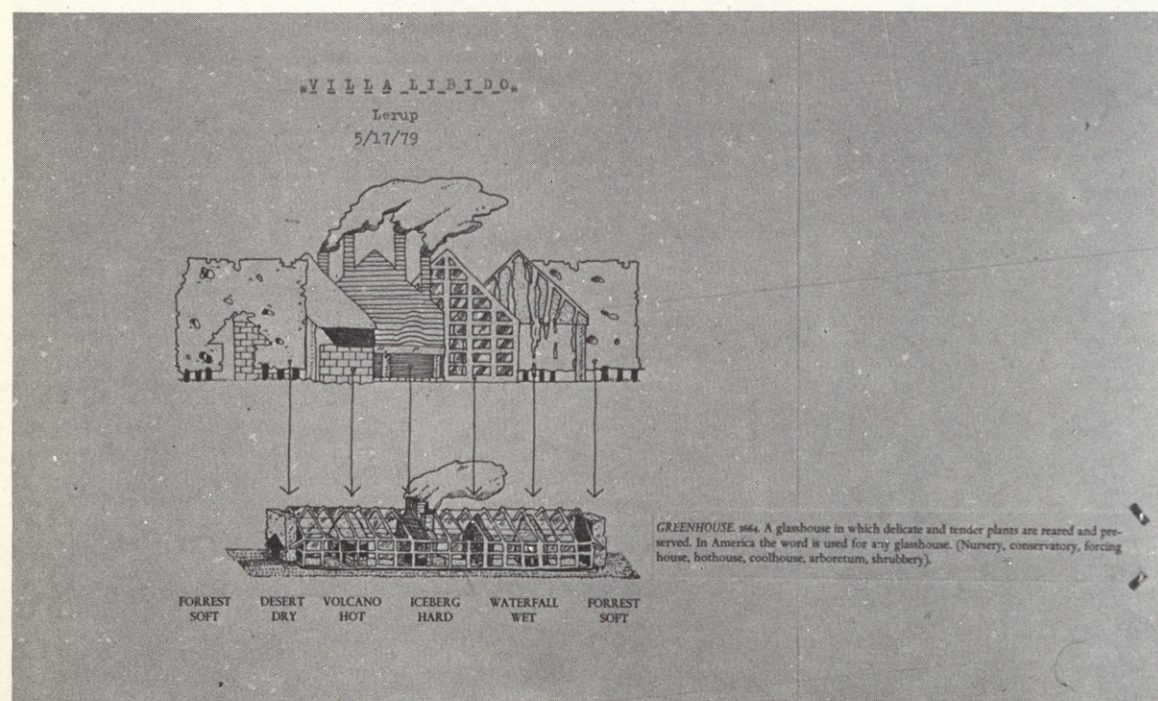 "VILLA LIBIDO"
Lerup
5/17/79
GREENHOUSE. 1664. A glasshouse in which delicate and tender plants are reared and pre-
served. In America the word is used for any glasshouse. (Nursery, conservatory, forcing
house, hothouse, coolhouse, arboretum, shrubbery).
FORREST DESERT VOLCANO ICEBERG WATERFALL FORREST
SOFT DRY HOT HARD WET SOFT